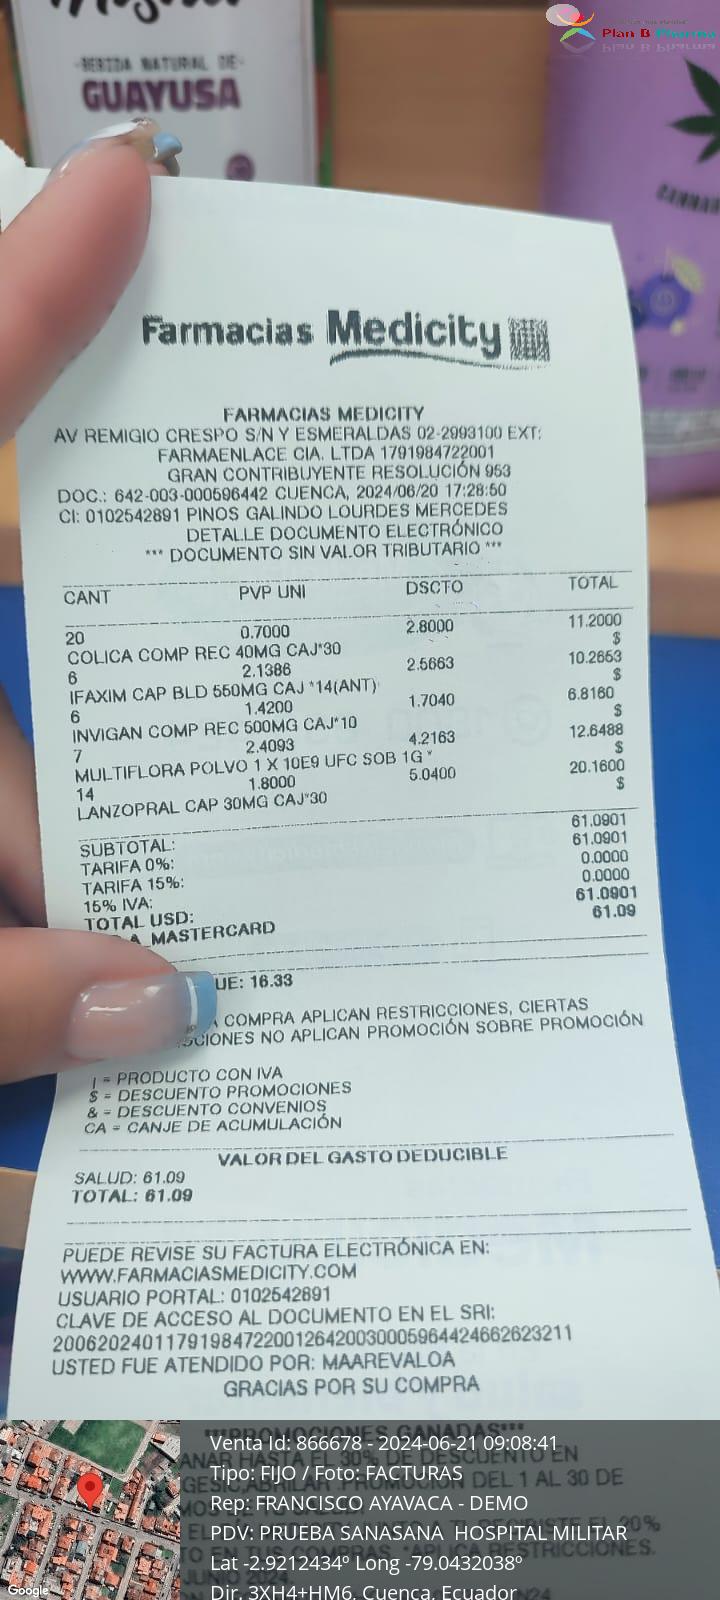 -BEBIDA NATURAL DE-
GUAYUSA
Plan B Pharma
Farmacias Medicity
FARMACIAS MEDICITY
AV REMIGIO CRESPO S/N Y ESMERALDAS 02-2993100 EXT:
FARMAENLACE CIA. LTDA 1791984722001
GRAN CONTRIBUYENTE RESOLUCIÓN 953
DOC.: 642-003-000596442 CUENCA, 2024/06/20 17:28:50
CI: 0102542891 PINOS GALINDO LOURDES MERCEDES
DETALLE DOCUMENTO ELECTRÓNICO
*** DOCUMENTO SIN VALOR TRIBUTARIO ***
CANT PVP UNI DSCTO TOTAL
20 0.7000 2.8000 11.2000
COLICA COMP REC 40MG CAJ*30 $
6 2.1386 2.5663 10.2653
IFAXIM CAP BLD 550MG CAJ *14(ANT) $
6 1.4200 1.7040 6.8160
INVIGAN COMP REC 500MG CAJ*10 $
7 2.4093 4.2163 12.6488
MULTIFLORA POLVO 1 X 10E9 UFC SOB 1G * $
14 1.8000 5.0400 20.1600
LANZOPRAL CAP 30MG CAJ*30 $
SUBTOTAL: 61.0901
TARIFA 0%: 61.0901
TARIFA 15%: 0.0000
15% IVA: 0.0000
TOTAL USD: 61.0901
A MASTERCARD 61.09
UE: 16.33
A COMPRA APLICAN RESTRICCIONES, CIERTAS
CIONES NO APLICAN PROMOCIÓN SOBRE PROMOCIÓN
| = PRODUCTO CON IVA
$ = DESCUENTO PROMOCIONES
& = DESCUENTO CONVENIOS
CA = CANJE DE ACUMULACIÓN
VALOR DEL GASTO DEDUCIBLE
SALUD: 61.09
TOTAL: 61.09
PUEDE REVISE SU FACTURA ELECTRÓNICA EN:
WWW.FARMACIASMEDICITY.COM
USUARIO PORTAL: 0102542891
CLAVE DE ACCESO AL DOCUMENTO EN EL SRI:
2006202401179198472200126420030005964424662623211
USTED FUE ATENDIDO POR: MAAREVALOA
GRACIAS POR SU COMPRA
Venta Id: 866678 - 2024-06-21 09:08:41
Tipo: FIJO / Foto: FACTURAS
Rep: FRANCISCO AYAVACA - DEMO
PDV: PRUEBA SANASANA HOSPITAL MILITAR
Lat -2.9212434º Long -79.0432038º
Dir. 3XH4+HM6, Cuenca, Ecuador
Google